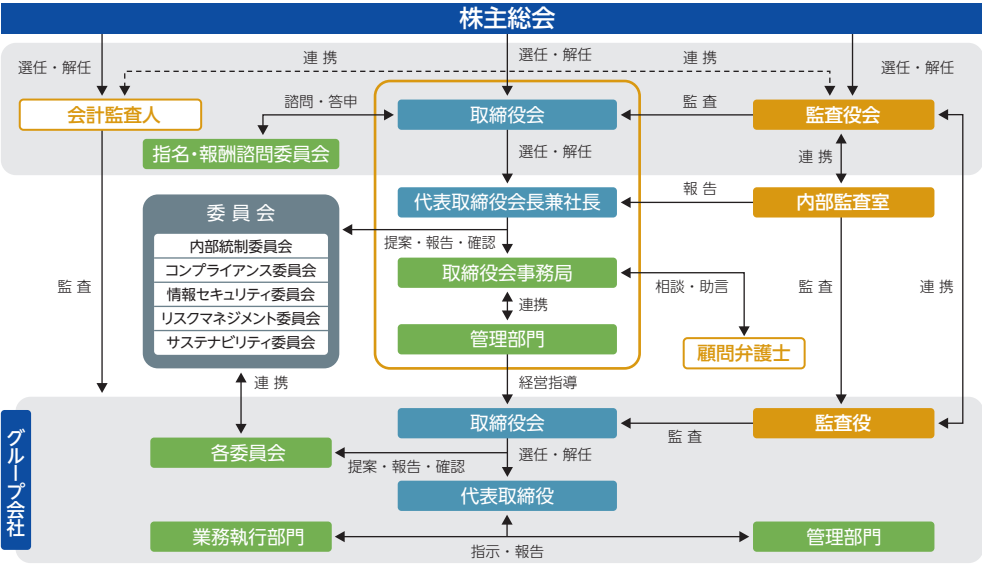 株主総会
選任・解任
連携
選任・解任
連携
選任・解任
会計監査人
諮問・答申
取締役会
監査
監査役会
指名・報酬諮問委員会
選任・解任
連携
委員会
代表取締役会長兼社長
報告
内部監査室
提案・報告・確認
内部統制委員会
コンプライアンス委員会
情報セキュリティ委員会
リスクマネジメント委員会
サステナビリティ委員会
取締役会事務局
監査
相談・助言
監査
連携
連携
管理部門
顧問弁護士
連携
経営指導
グループ会社
取締役会
監査
監査役
各委員会
提案・報告・確認
選任・解任
代表取締役
業務執行部門
指示・報告
管理部門